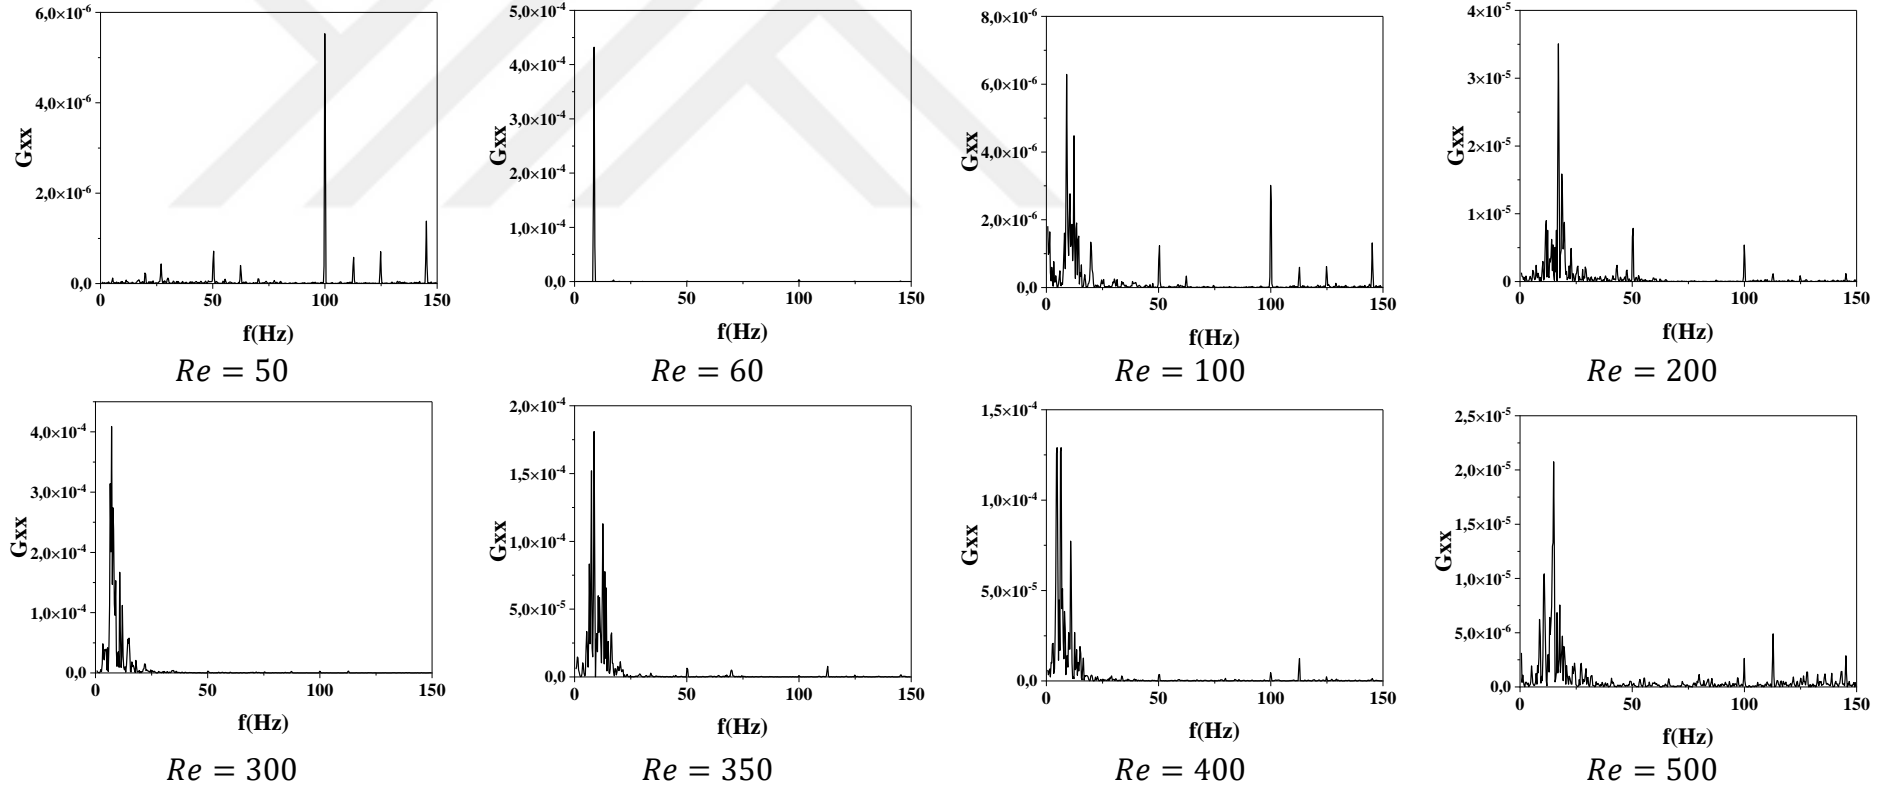 6,0×10⁻⁶
4,0×10⁻⁶
2,0×10⁻⁶
0,0
Gxx
0 50 100 150
f(Hz)
Re = 50
5,0×10⁻⁴
4,0×10⁻⁴
3,0×10⁻⁴
2,0×10⁻⁴
1,0×10⁻⁴
0,0
Gxx
0 50 100 150
f(Hz)
Re = 60
8,0×10⁻⁶
6,0×10⁻⁶
4,0×10⁻⁶
2,0×10⁻⁶
0,0
Gxx
0 50 100 150
f(Hz)
Re = 100
4×10⁻⁵
3×10⁻⁵
2×10⁻⁵
1×10⁻⁵
0
Gxx
0 50 100 150
f(Hz)
Re = 200
4,0×10⁻⁴
3,0×10⁻⁴
2,0×10⁻⁴
1,0×10⁻⁴
0,0
Gxx
0 50 100 150
f(Hz)
Re = 300
2,0×10⁻⁴
1,5×10⁻⁴
1,0×10⁻⁴
5,0×10⁻⁵
0,0
Gxx
0 50 100 150
f(Hz)
Re = 350
1,5×10⁻⁴
1,0×10⁻⁴
5,0×10⁻⁵
0,0
Gxx
0 50 100 150
f(Hz)
Re = 400
2,5×10⁻⁵
2,0×10⁻⁵
1,5×10⁻⁵
1,0×10⁻⁵
5,0×10⁻⁶
0,0
Gxx
0 50 100 150
f(Hz)
Re = 500